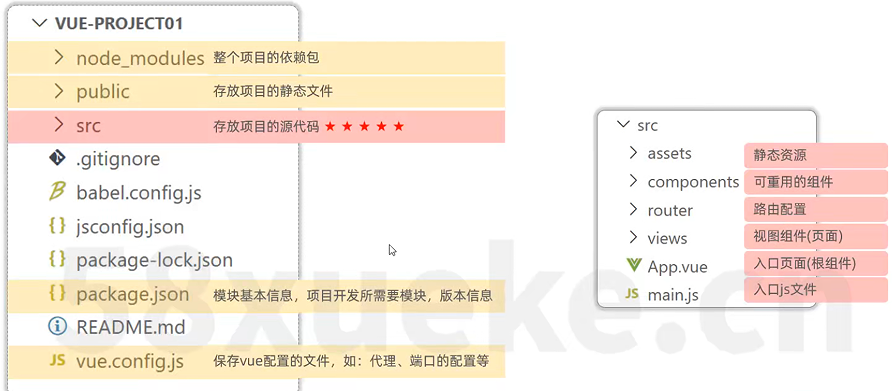 VUE-PROJECT01
node_modules 整个项目的依赖包
public 存放项目的静态文件
src 存放项目的源代码 ★ ★ ★ ★ ★
.gitignore
babel.config.js
jsconfig.json
package-lock.json
package.json 模块基本信息，项目开发所需要模块，版本信息
README.md
vue.config.js 保存vue配置的文件，如：代理、端口的配置等
src
assets 静态资源
components 可重用的组件
router 路由配置
views 视图组件(页面)
App.vue 入口页面(根组件)
JS main.js 入口js文件
58xueke.cn